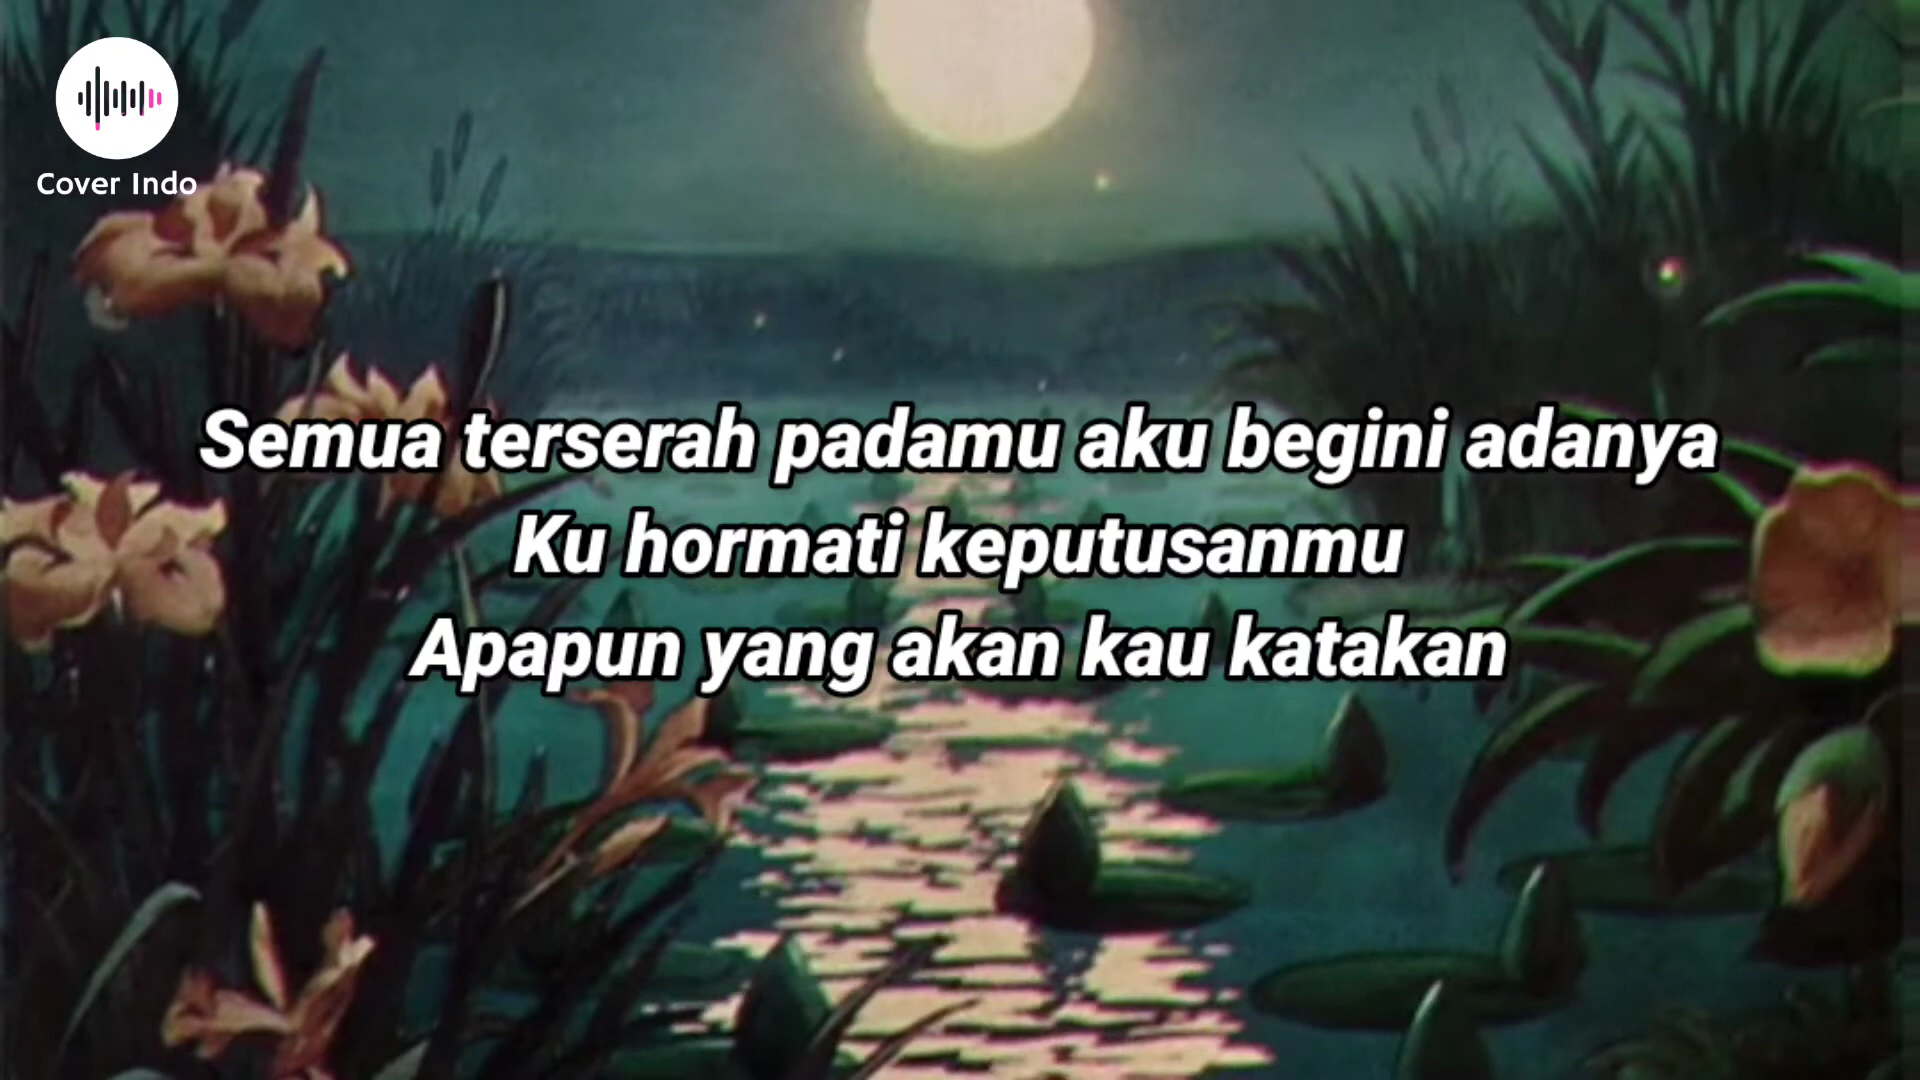 Cover Indo
Semua terserah padamu aku begini adanya
Ku hormati keputusanmu
Apapun yang akan kau katakan